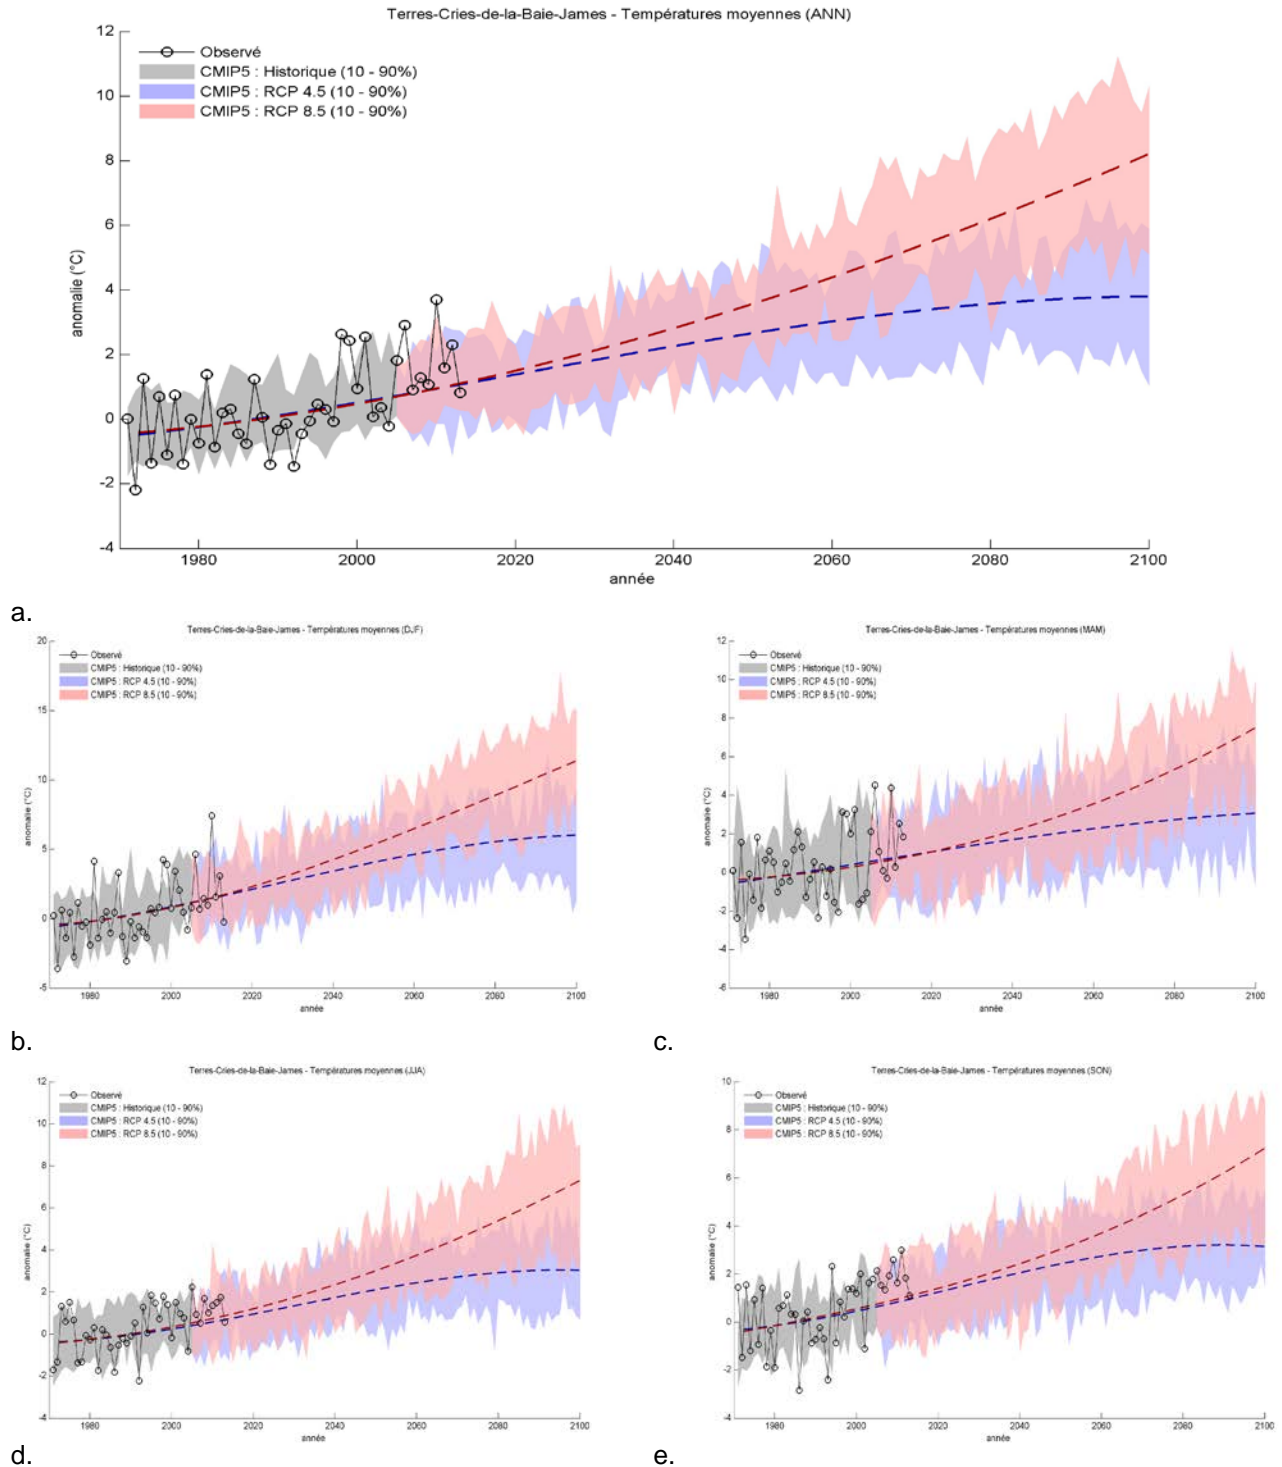 Terres-Cries-de-la-Baie-James - Températures moyennes (ANN)
12
10
8
6
4
2
0
-2
-4
anomalie (°C)
Observé
CMIP5 : Historique (10 - 90%)
CMIP5 : RCP 4.5 (10 - 90%)
CMIP5 : RCP 8.5 (10 - 90%)
1980 2000 2020 2040 2060 2080 2100
année
a.
Terres-Cries-de-la-Baie-James - Températures moyennes (DJF)
20
15
10
5
0
-5
anomalie (°C)
Observé
CMIP5 : Historique (10 - 90%)
CMIP5 : RCP 4.5 (10 - 90%)
CMIP5 : RCP 8.5 (10 - 90%)
1980 2000 2020 2040 2060 2080 2100
année
b.
Terres-Cries-de-la-Baie-James - Températures moyennes (MAM)
12
10
8
6
4
2
0
-2
-4
-6
anomalie (°C)
Observé
CMIP5 : Historique (10 - 90%)
CMIP5 : RCP 4.5 (10 - 90%)
CMIP5 : RCP 8.5 (10 - 90%)
1980 2000 2020 2040 2060 2080 2100
année
c.
Terres-Cries-de-la-Baie-James - Températures moyennes (JJA)
12
10
8
6
4
2
0
-2
-4
anomalie (°C)
Observé
CMIP5 : Historique (10 - 90%)
CMIP5 : RCP 4.5 (10 - 90%)
CMIP5 : RCP 8.5 (10 - 90%)
1980 2000 2020 2040 2060 2080 2100
année
d.
Terres-Cries-de-la-Baie-James - Températures moyennes (SON)
10
8
6
4
2
0
-2
-4
anomalie (°C)
Observé
CMIP5 : Historique (10 - 90%)
CMIP5 : RCP 4.5 (10 - 90%)
CMIP5 : RCP 8.5 (10 - 90%)
1980 2000 2020 2040 2060 2080 2100
année
e.